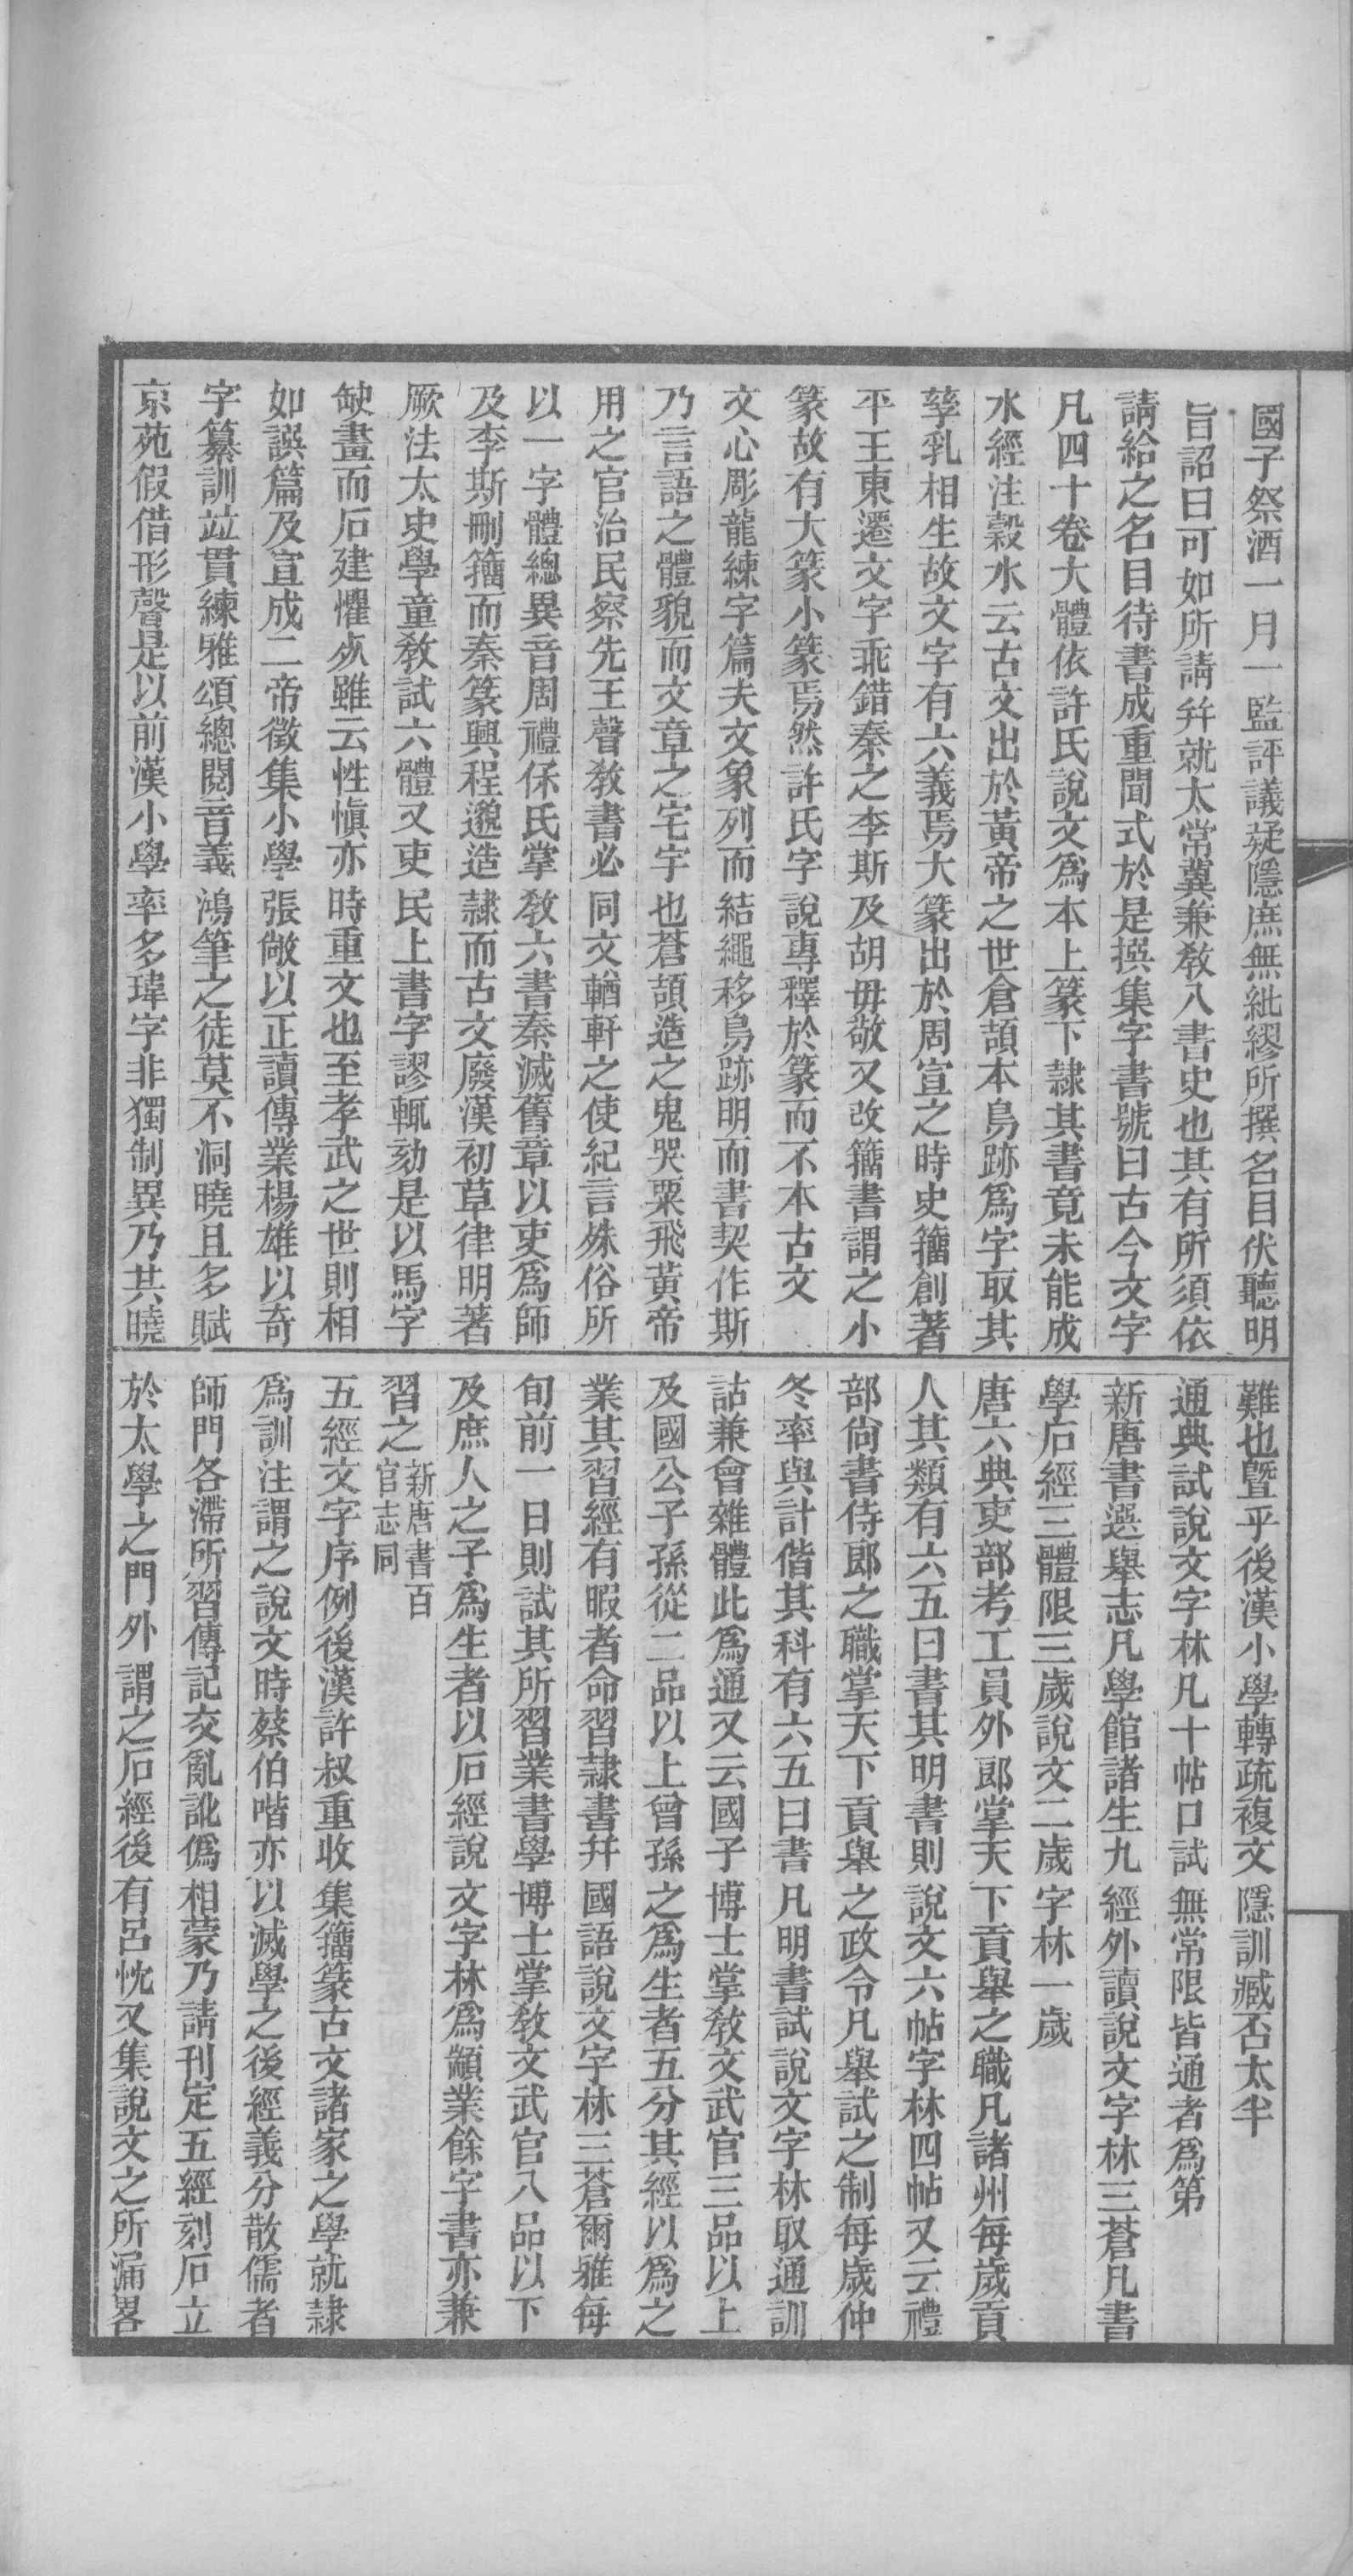 國子祭酒一月一監評議疑隱庶無紕繆所撰名目伏聽明
旨詔曰可如所請幷就太常冀兼敎八書史也其有所須依
請給之名目待書成重聞式於是撰集字書號曰古今文字
凡四十卷大體依許氏說文爲本上篆下隸其書竟未能成
水經注穀水云古文出於黃帝之世倉頡本鳥跡爲字取其
孳乳相生故文字有六義焉大篆出於周宣之時史籀創著
平王東遷文字乖錯秦之李斯及胡毋敬又改籀書謂之小
篆故有大篆小篆焉然許氏字說專釋於篆而不本古文
文心彫龍練字篇夫文象列而結繩移鳥跡明而書契作斯
乃言語之體貌而文章之宅宇也蒼頡造之鬼哭粟飛黃帝
用之官治民察先王聲敎書必同文輶軒之使紀言殊俗所
以一字體總異音周禮保氏掌敎六書秦滅舊章以吏爲師
及李斯刪籀而秦篆興程邈造隸而古文廢漢初草律明著
厥法太史學童敎試六體又吏民上書字謬輒劾是以馬字
缺畫而石建懼死雖云性愼亦時重文也至孝武之世則相
如譔篇及宣成二帝徵集小學張敞以正讀傳業楊雄以奇
字纂訓竝貫練雅頌總閱音義鴻筆之徒莫不洞曉且多賦
京苑假借形聲是以前漢小學率多瑋字非獨制異乃共曉
難也曁乎後漢小學轉疏複文隱訓臧否太半
通典試說文字林凡十帖口試無常限皆通者爲第
新唐書選舉志凡學館諸生九經外讀說文字林三蒼凡書
學石經三體限三歲說文二歲字林一歲
唐六典吏部考工員外郎掌天下貢舉之職凡諸州每歲貢
人其類有六五曰書其明書則說文六帖字林四帖又云禮
部尙書侍郎之職掌天下貢舉之政令凡舉試之制每歲仲
冬率與計偕其科有六五曰書凡明書試說文字林取通訓
詁兼會雜體此爲通又云國子博士掌敎文武官三品以上
及國公子孫從二品以上曾孫之爲生者五分其經以爲之
業其習經有暇者命習隸書幷國語說文字林三蒼爾雅每
旬前一日則試其所習業書學博士掌敎文武官八品以下
及庶人之子爲生者以石經說文字林爲顓業餘字書亦兼
習之新唐書百官志同
五經文字序例後漢許叔重收集籀篆古文諸家之學就隸
爲訓注謂之說文時蔡伯喈亦以滅學之後經義分散儒者
師門各滯所習傳記交亂訛僞相蒙乃請刊定五經刻石立
於太學之門外謂之石經後有呂忱又集說文之所漏畧